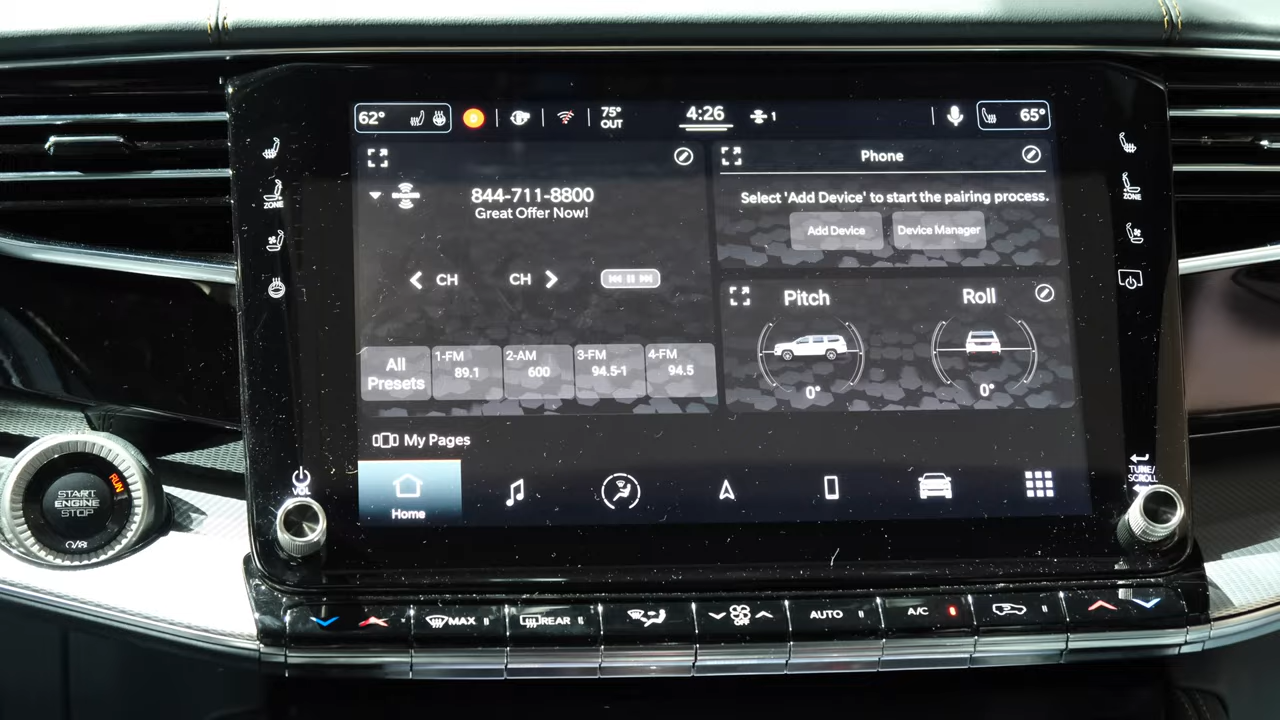 62°
75°
OUT
4:26
1
65°
844-711-8800
Great Offer Now!
CH
CH
Phone
Select 'Add Device' to start the pairing process.
Add Device
Device Manager
Pitch
Roll
0°
0°
All
Presets
1-FM
89.1
2-AM
600
3-FM
94.5-1
4-FM
94.5
My Pages
Home
ZONE
ZONE
VOL
TUNE/
SCROLL
START
ENGINE
STOP
RUN
MAX
REAR
OFF
AUTO
A/C